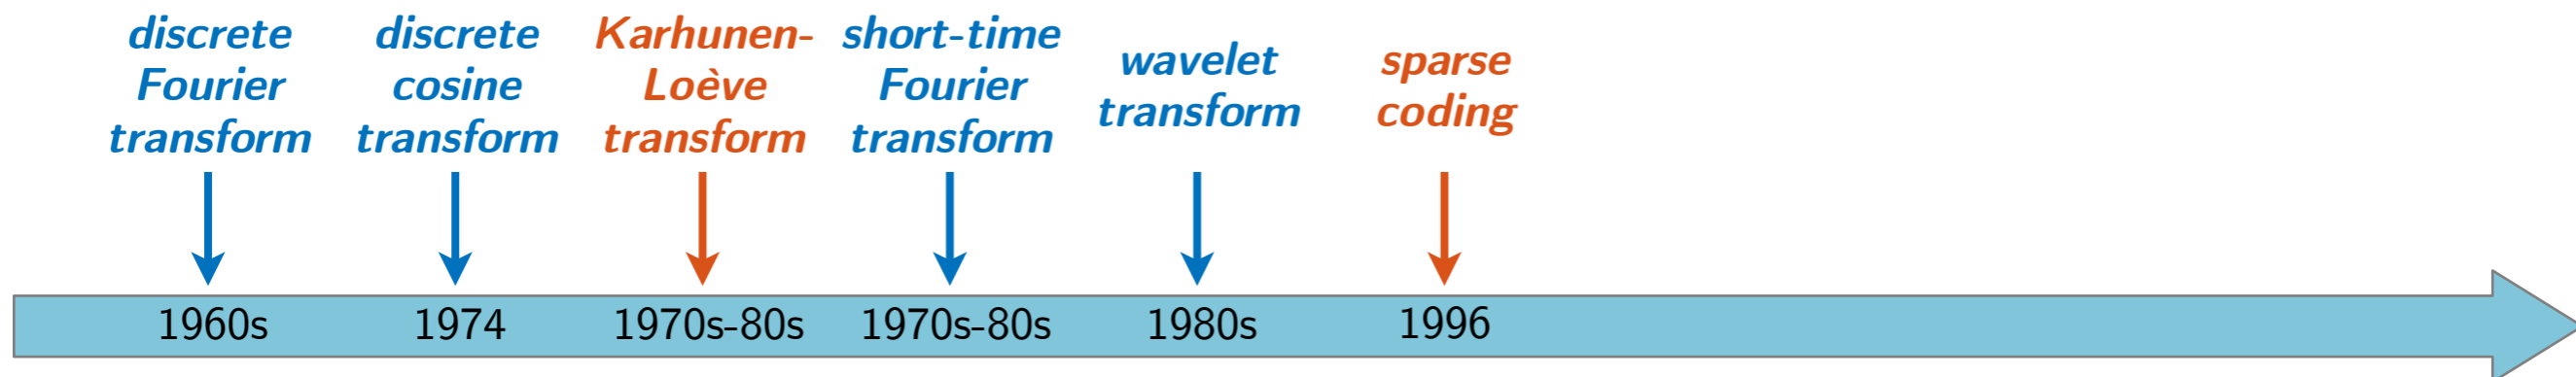 discrete
Fourier
transform
discrete
cosine
transform
Karhunen-
Loève
transform
short-time
Fourier
transform
wavelet
transform
sparse
coding
1960s
1974
1970s-80s
1970s-80s
1980s
1996